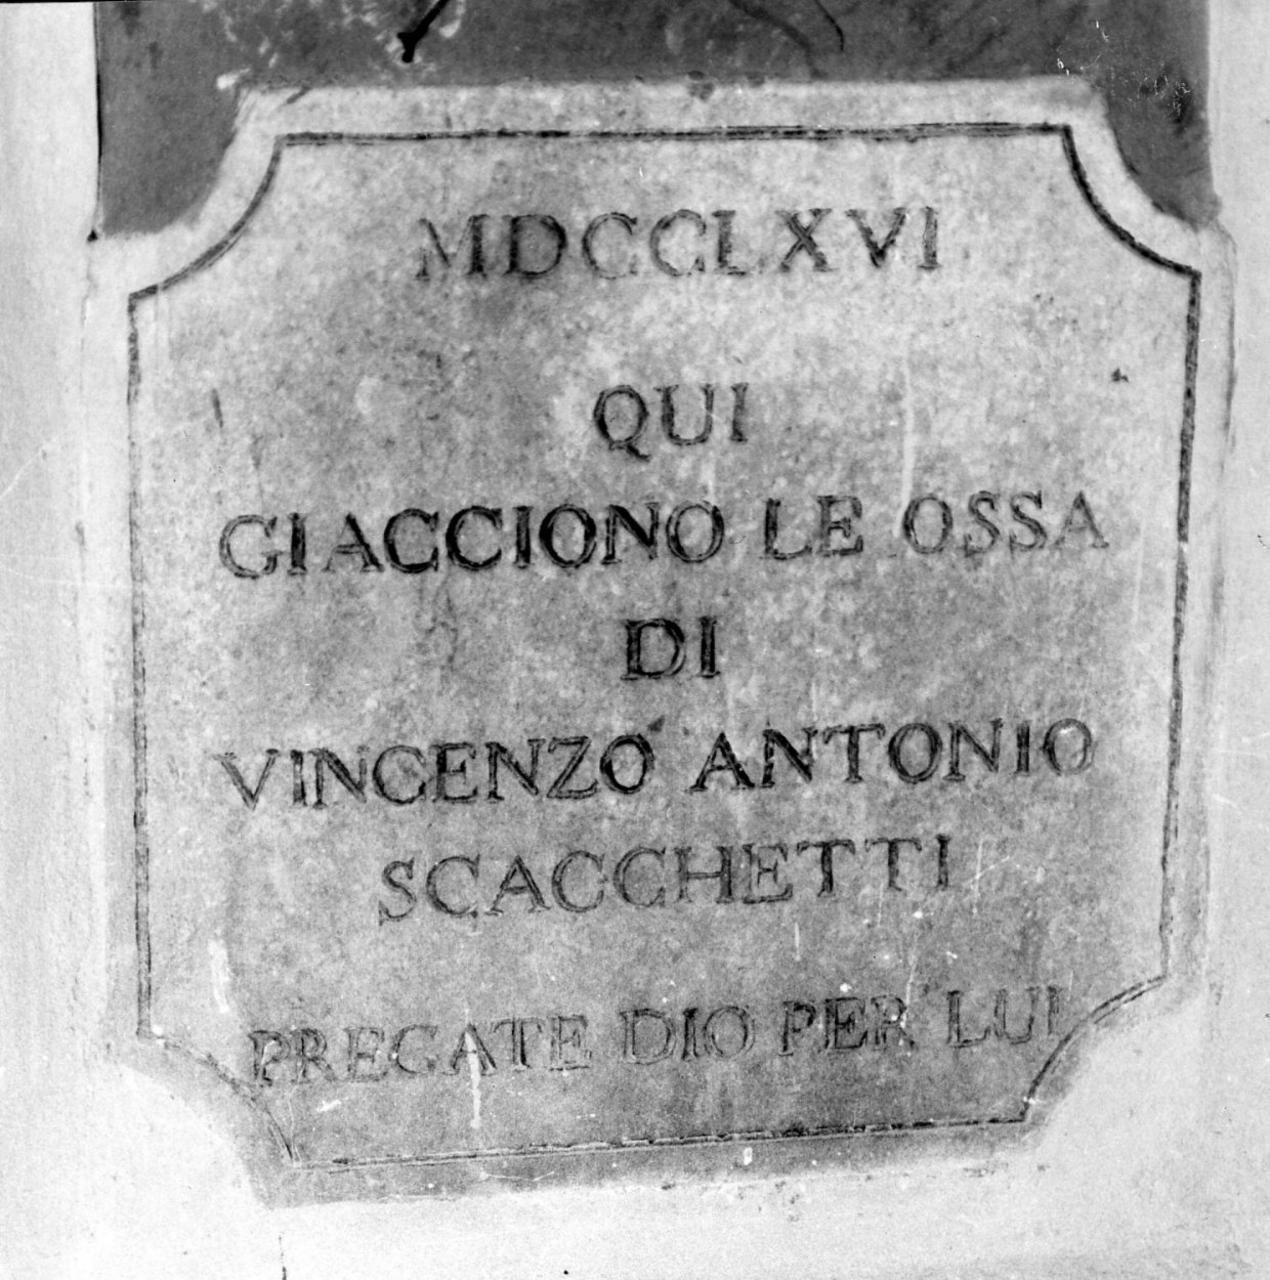 MDCCLXVI
QUI
GIACCIONO LE OSSA
DI
VINCENZO ANTONIO
SCACCHETTI
PREGATE DIO PER LUI